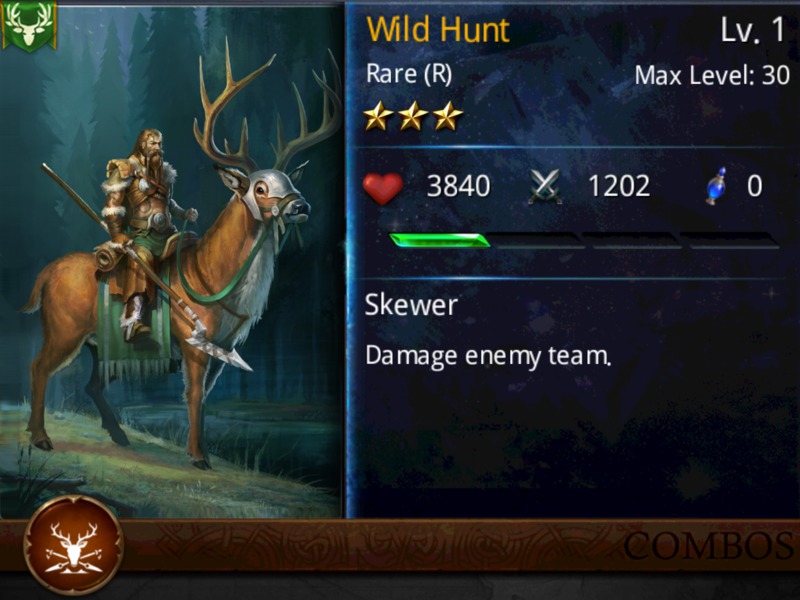 Wild Hunt
Lv. 1
Rare (R)
Max Level: 30
3840
1202
0
Skewer
Damage enemy team.
COMBOS